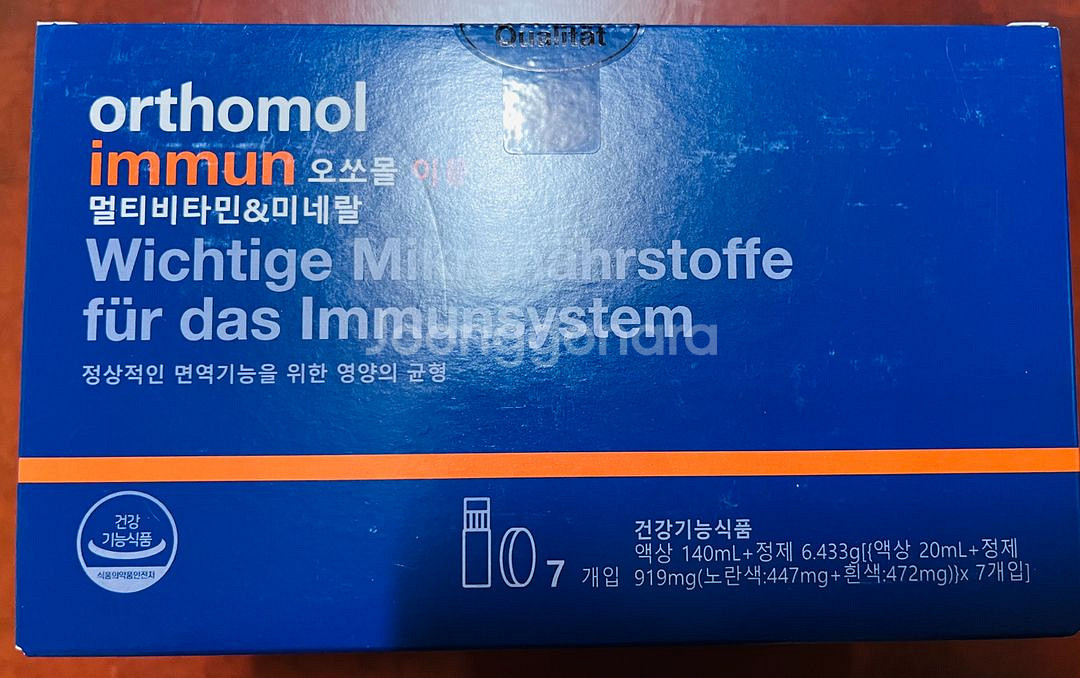 Qualität
orthomol
immun 오쏘몰 이뮨
멀티비타민&미네랄
Wichtige
für das Immunsystem
Joonggonara
정상적인 면역기능을 위한 영양의 균형
건강
기능식품
식품의약품안전처
7 개입
건강기능식품
액상 140mL+정제 6.433g[{액상 20mL+정제
919mg(노란색:447mg+흰색:472mg)}x 7개입]